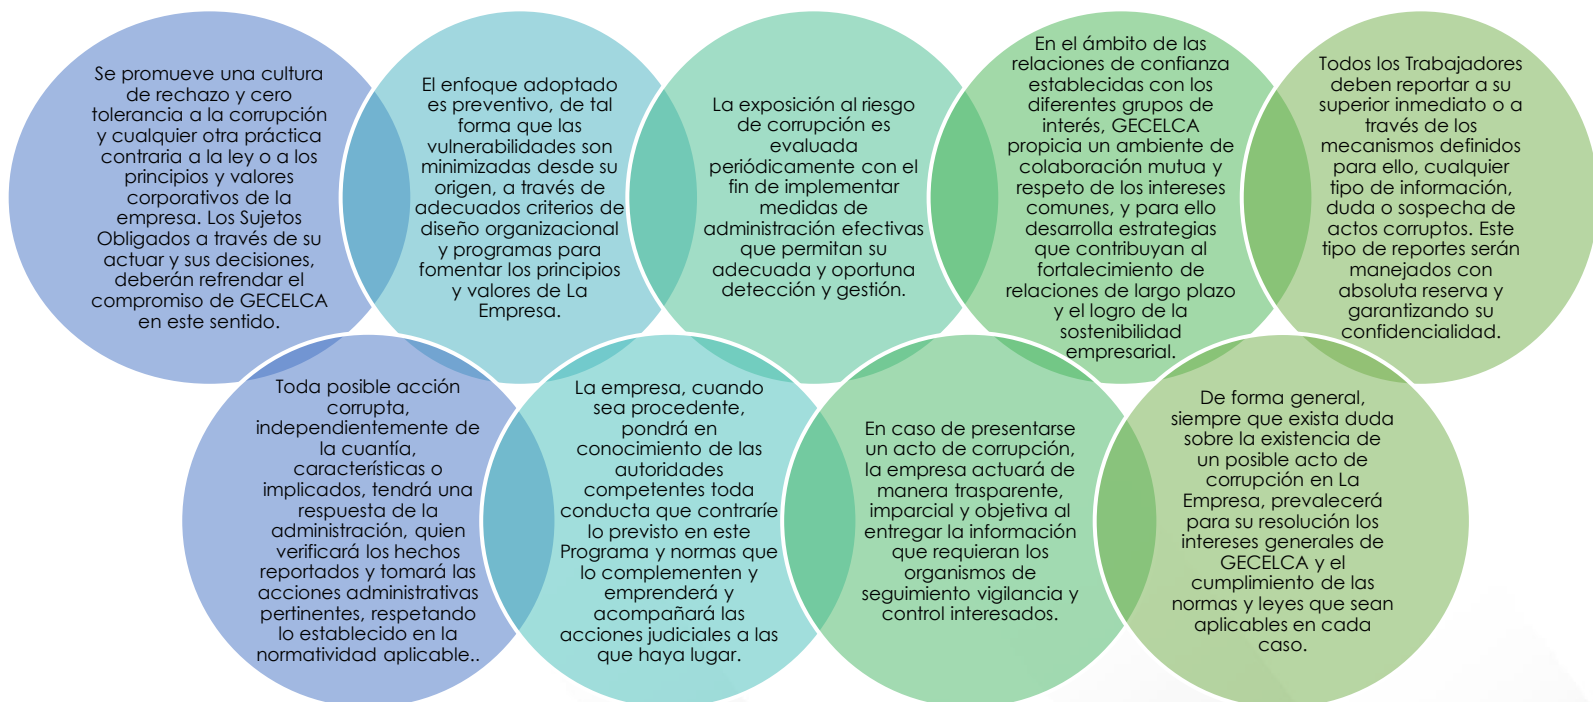 Se promueve una cultura
de rechazo y cero
tolerancia a la corrupción
y cualquier otra práctica
contraria a la ley o a los
principios y valores
corporativos de la
empresa. Los Sujetos
Obligados a través de su
actuar y sus decisiones,
deberán refrendar el
compromiso de GECELCA
en este sentido.
El enfoque adoptado
es preventivo, de tal
forma que las
vulnerabilidades son
minimizadas desde su
origen, a través de
adecuados criterios de
diseño organizacional
y programas para
fomentar los principios
y valores de La
Empresa.
La exposición al riesgo
de corrupción es
evaluada
periódicamente con el
fin de implementar
medidas de
administración efectivas
que permitan su
adecuada y oportuna
detección y gestión.
En el ámbito de las
relaciones de confianza
establecidas con los
diferentes grupos de
interés, GECELCA
propicia un ambiente de
colaboración mutua y
respeto de los intereses
comunes, y para ello
desarrolla estrategias
que contribuyan al
fortalecimiento de
relaciones de largo plazo
y el logro de la
sostenibilidad
empresarial.
Todos los Trabajadores
deben reportar a su
superior inmediato o a
través de los
mecanismos definidos
para ello, cualquier
tipo de información,
duda o sospecha de
actos corruptos. Este
tipo de reportes serán
manejados con
absoluta reserva y
garantizando su
confidencialidad.
Toda posible acción
corrupta,
independientemente de
la cuantía,
características o
implicados, tendrá una
respuesta de la
administración, quien
verificará los hechos
reportados y tomará las
acciones administrativas
pertinentes, respetando
lo establecido en la
normatividad aplicable..
La empresa, cuando
sea procedente,
pondrá en
conocimiento de las
autoridades
competentes toda
conducta que contraríe
lo previsto en este
Programa y normas que
lo complementen y
emprenderá y
acompañará las
acciones judiciales a las
que haya lugar.
En caso de presentarse
un acto de corrupción,
la empresa actuará de
manera trasparente,
imparcial y objetiva al
entregar la información
que requieran los
organismos de
seguimiento vigilancia y
control interesados.
De forma general,
siempre que exista duda
sobre la existencia de
un posible acto de
corrupción en La
Empresa, prevalecerá
para su resolución los
intereses generales de
GECELCA y el
cumplimiento de las
normas y leyes que sean
aplicables en cada
caso.